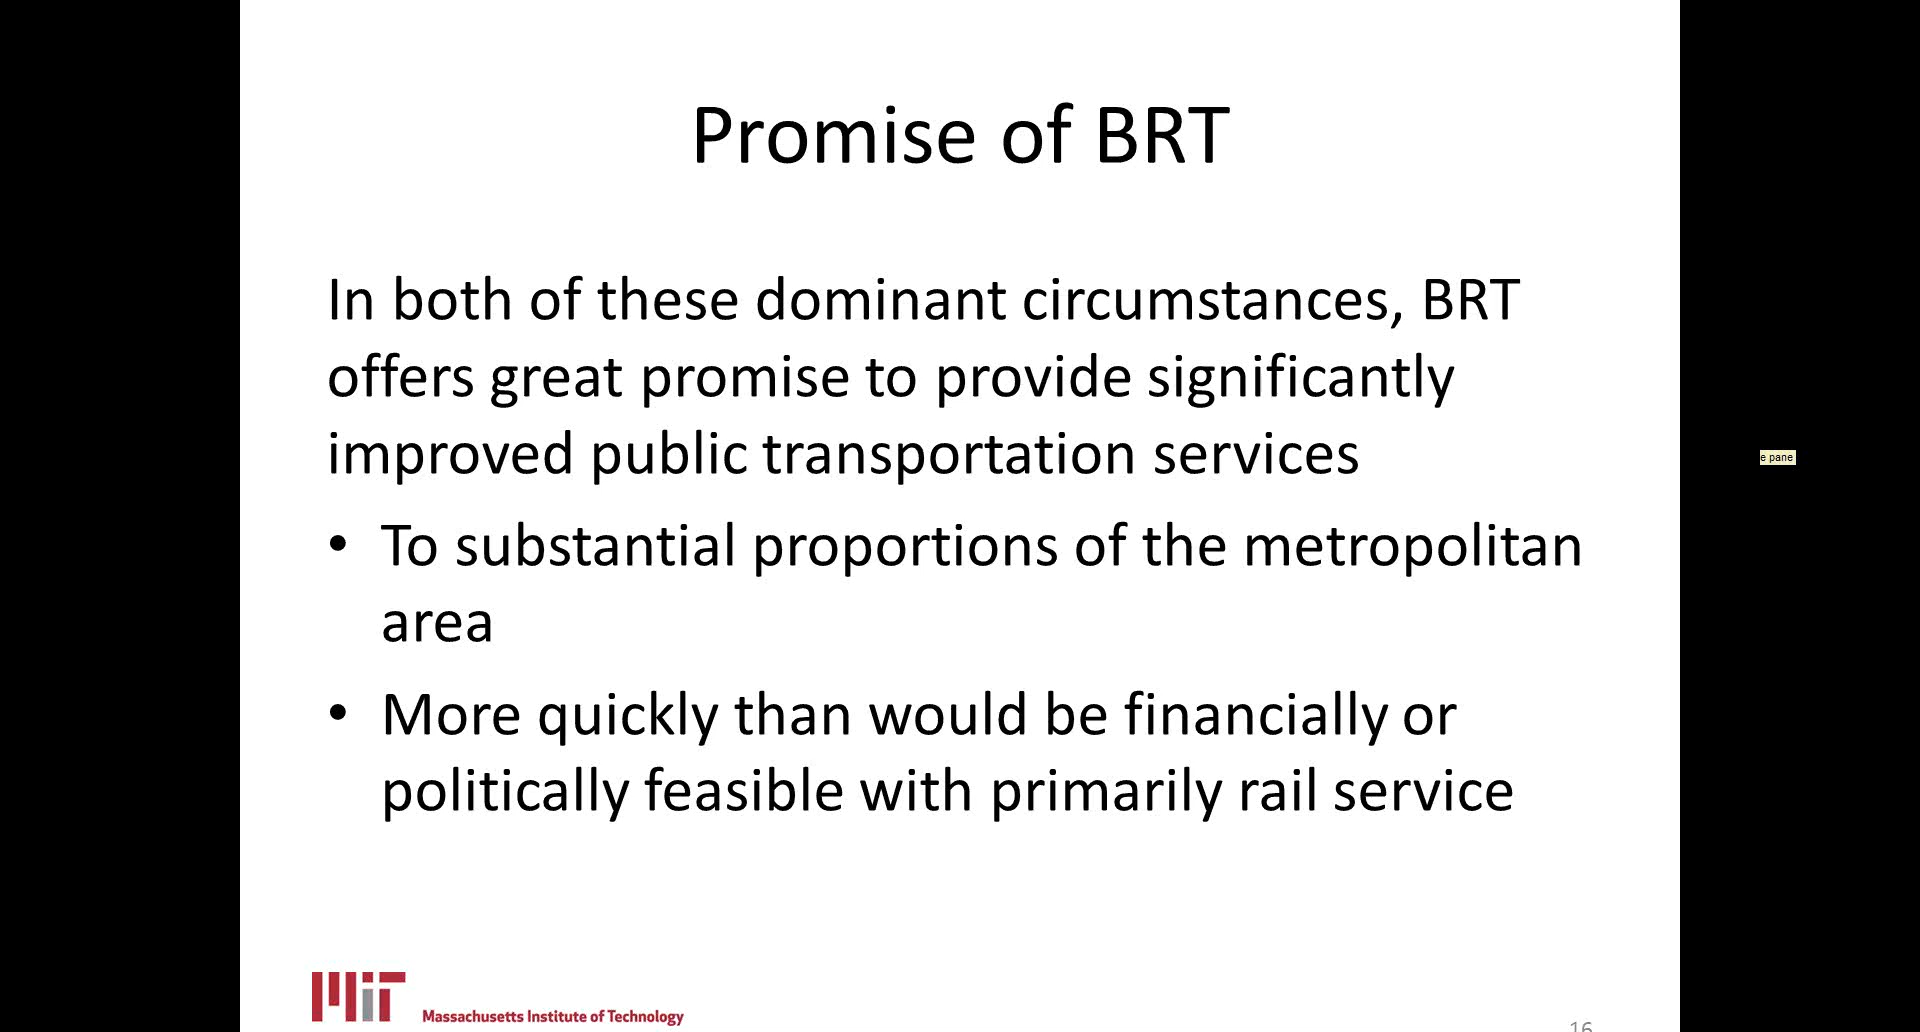 Promise of BRT
In both of these dominant circumstances, BRT
offers great promise to provide significantly
improved public transportation services
• To substantial proportions of the metropolitan
area
• More quickly than would be financially or
politically feasible with primarily rail service
e pane
MIT
Massachusetts Institute of Technology
16